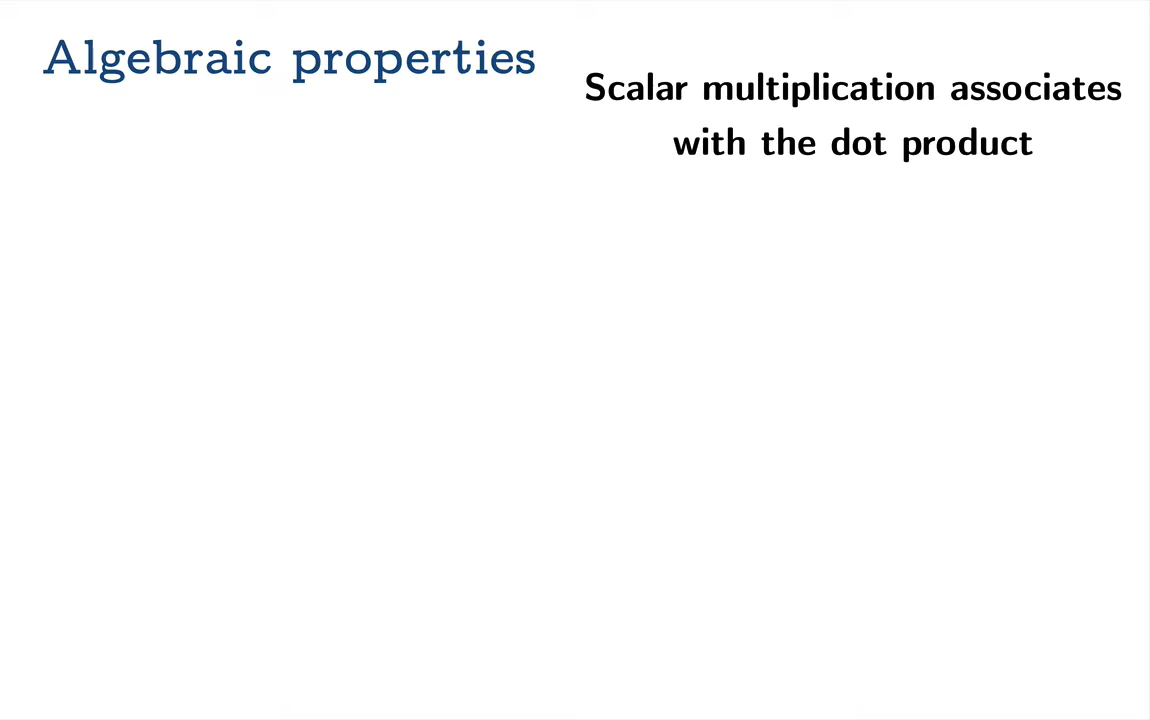 Algebraic properties
Scalar multiplication associates
with the dot product